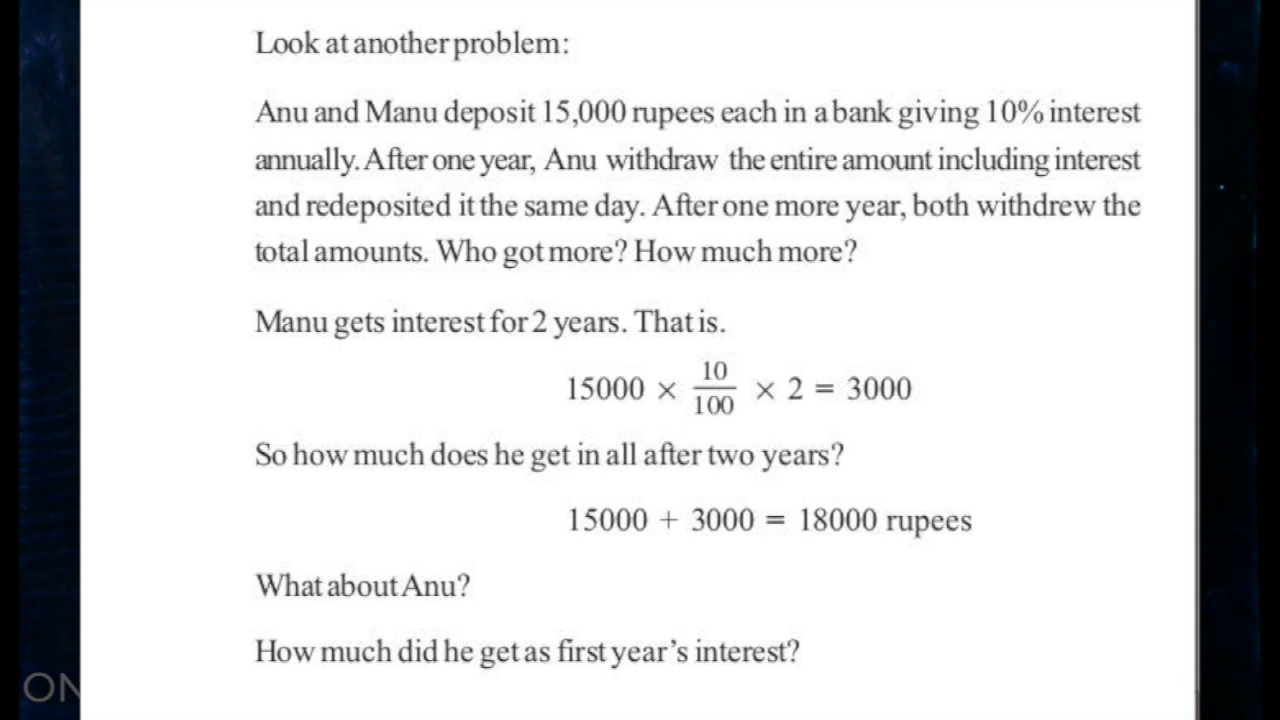 Look at another problem:
Anu and Manu deposit 15,000 rupees each in a bank giving 10% interest
annually. After one year, Anu withdraw the entire amount including interest
and redeposited it the same day. After one more year, both withdrew the
total amounts. Who got more? How much more?
Manu gets interest for 2 years. That is.
15000 × 10/100 × 2 = 3000
So how much does he get in all after two years?
15000 + 3000 = 18000 rupees
What about Anu?
How much did he get as first year's interest?
ON